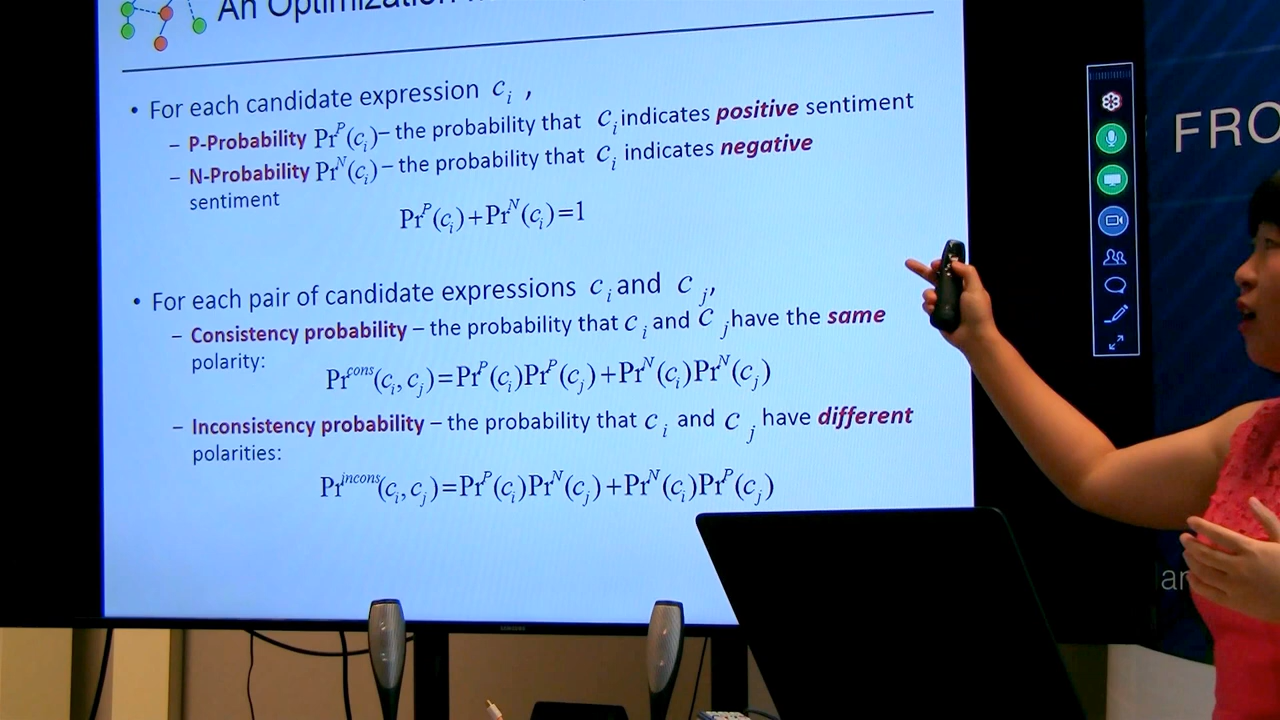 An Optimization
• For each candidate expression c_i ,
– P-Probability Pr^P(c_i) – the probability that c_i indicates positive sentiment
– N-Probability Pr^N(c_i) – the probability that c_i indicates negative
sentiment
Pr^P(c_i)+Pr^N(c_i)=1
• For each pair of candidate expressions c_i and c_j,
– Consistency probability – the probability that c_i and c_j have the same
polarity:
Pr^cons(c_i, c_j)=Pr^P(c_i)Pr^P(c_j)+Pr^N(c_i)Pr^N(c_j)
– Inconsistency probability – the probability that c_i and c_j have different
polarities:
Pr^incons(c_i, c_j)=Pr^P(c_i)Pr^N(c_j)+Pr^N(c_i)Pr^P(c_j)
SAMSUNG
FRO
ar